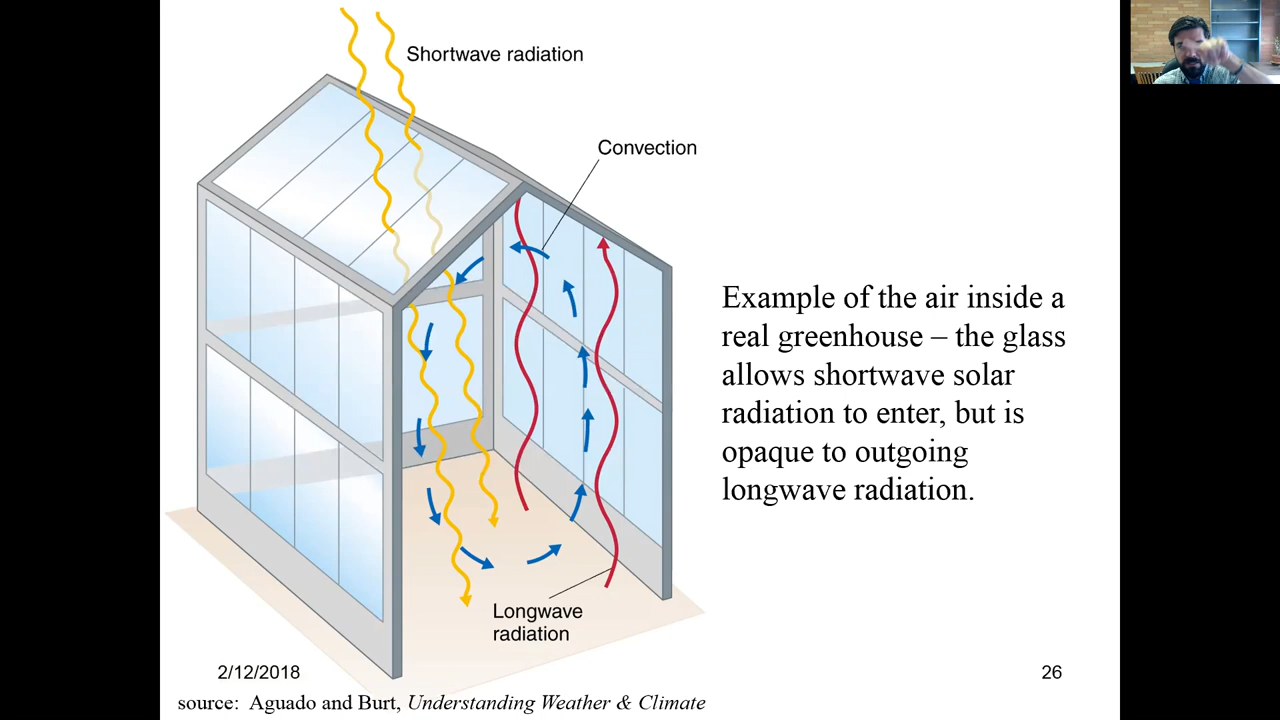 Shortwave radiation
Convection
Example of the air inside a
real greenhouse – the glass
allows shortwave solar
radiation to enter, but is
opaque to outgoing
longwave radiation.
Longwave
radiation
2/12/2018
26
source:  Aguado and Burt, Understanding Weather & Climate